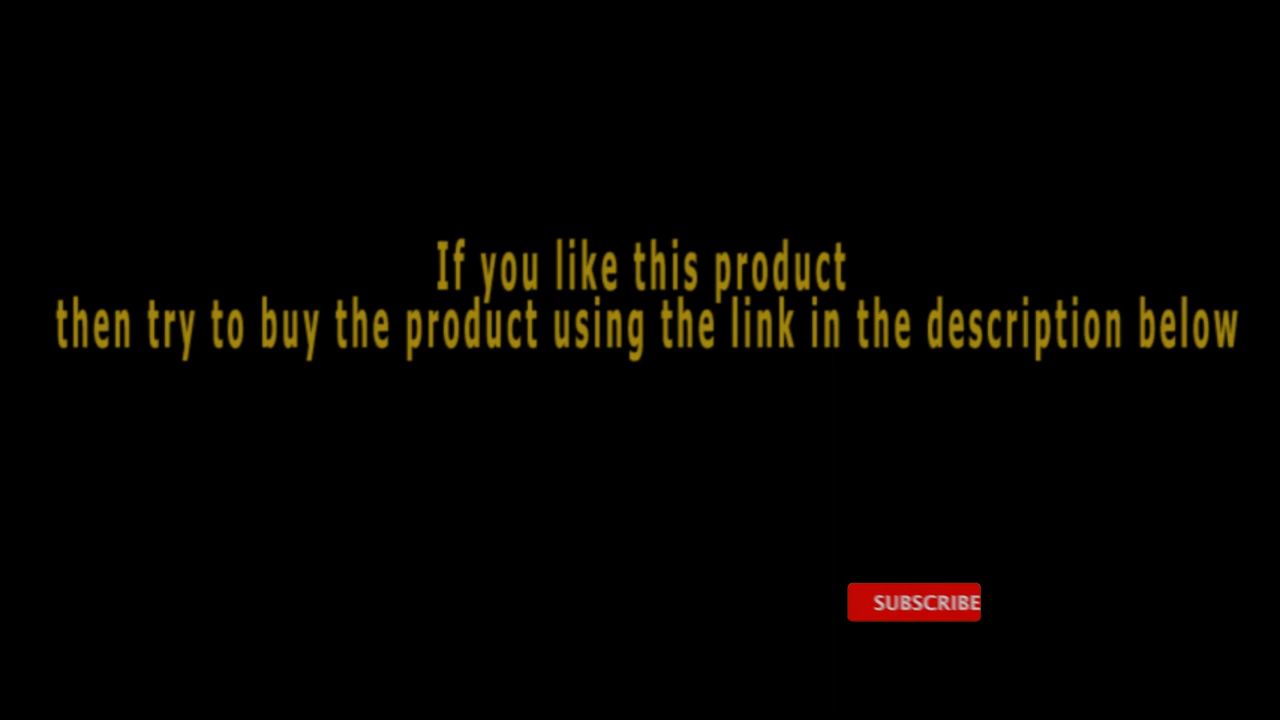 If you like this product
then try to buy the product using the link in the description below
SUBSCRIBE